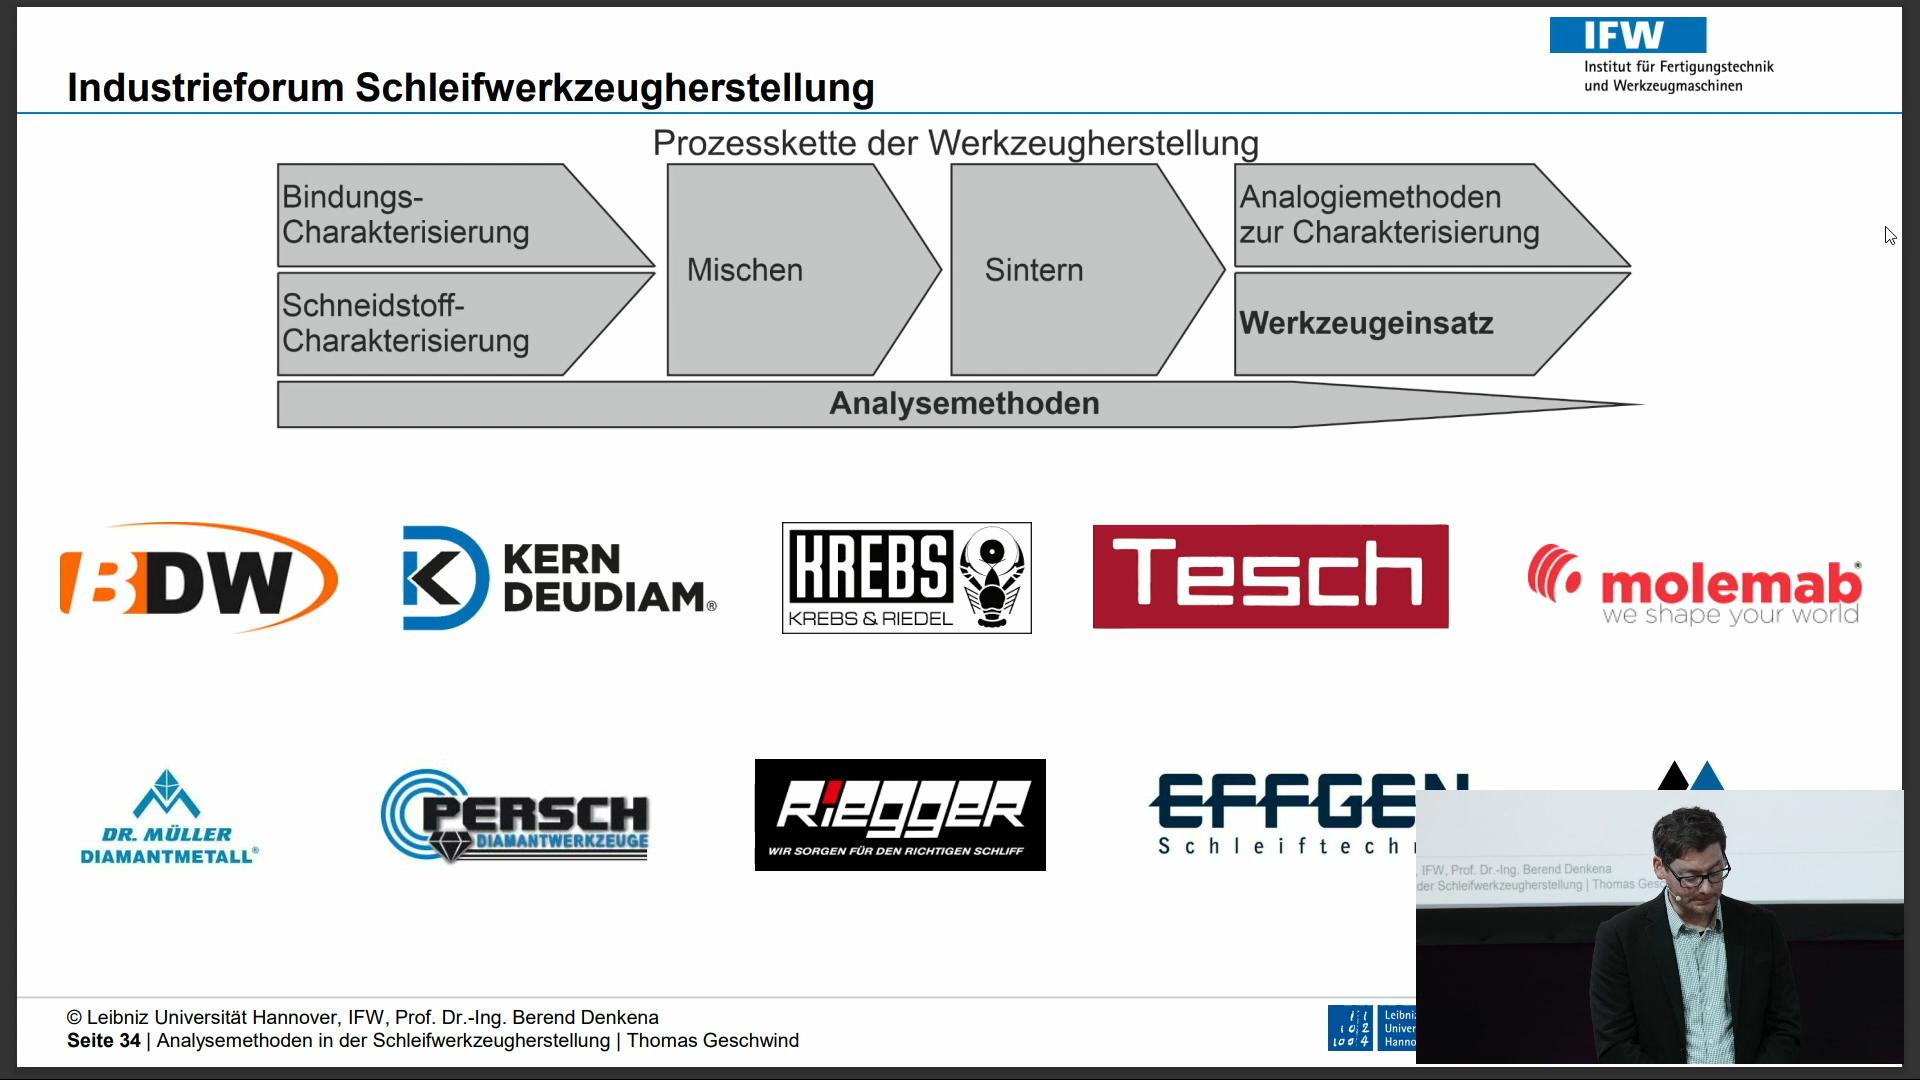 IFW
Institut für Fertigungstechnik
und Werkzeugmaschinen
Industrieforum Schleifwerkzeugherstellung
Prozesskette der Werkzeugherstellung
Bindungs-
Charakterisierung
Schneidstoff-
Charakterisierung
Mischen
Sintern
Analogiemethoden
zur Charakterisierung
Werkzeugeinsatz
Analysemethoden
BDW
KERN
DEUDIAM®
KREBS
KREBS & RIEDEL
Tesch
molemab®
we shape your world
DR. MÜLLER
DIAMANTMETALL®
PERSCH
DIAMANTWERKZEUGE
RIEGGER
WIR SORGEN FÜR DEN RICHTIGEN SCHLIFF
EFFGEN
Schleiftech
, IFW, Prof. Dr.-Ing. Berend Denkena
der Schleifwerkzeugherstellung | Thomas Gesc
© Leibniz Universität Hannover, IFW, Prof. Dr.-Ing. Berend Denkena
Seite 34 | Analysemethoden in der Schleifwerkzeugherstellung | Thomas Geschwind
Leibni
Univer
Hanno